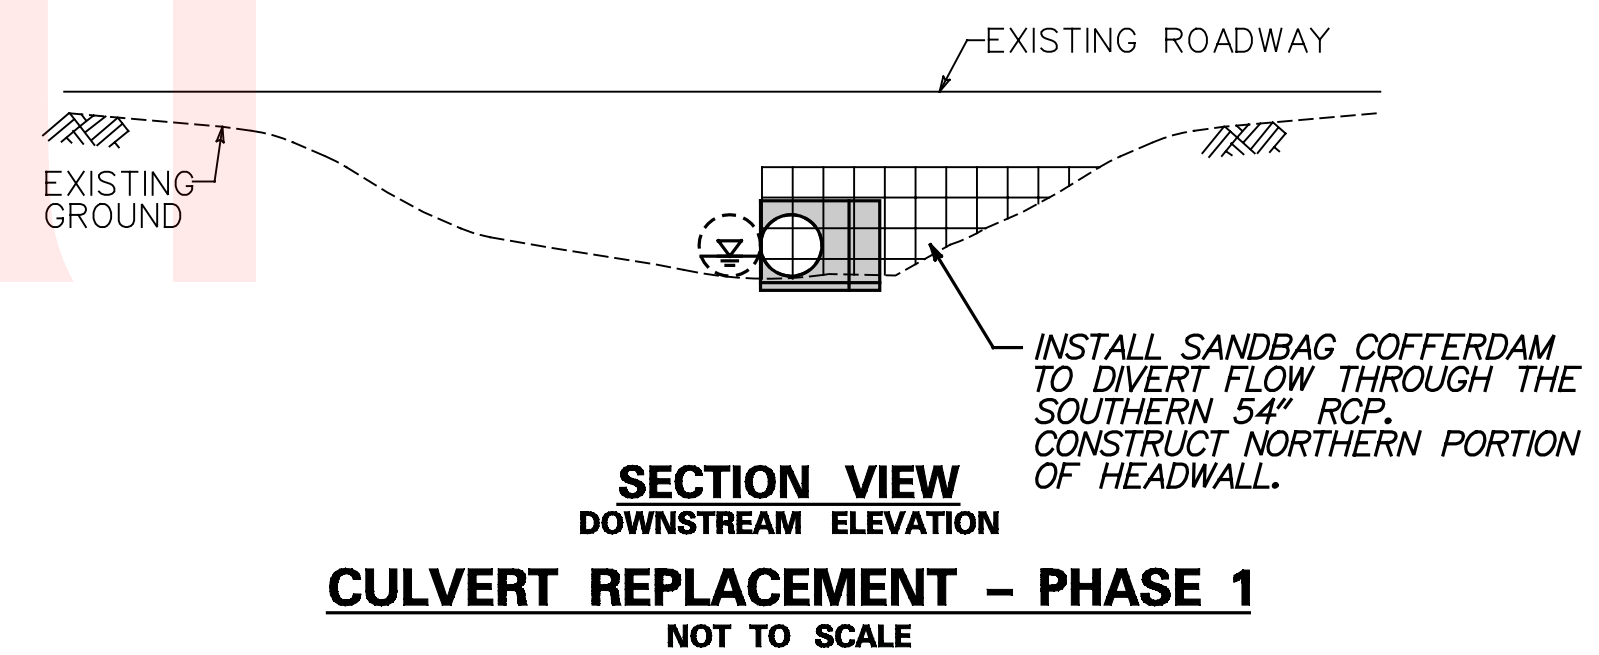 EXISTING ROADWAY
EXISTING
GROUND
INSTALL SANDBAG COFFERDAM
TO DIVERT FLOW THROUGH THE
SOUTHERN 54" RCP.
CONSTRUCT NORTHERN PORTION
OF HEADWALL.
SECTION VIEW
DOWNSTREAM ELEVATION
CULVERT REPLACEMENT - PHASE 1
NOT TO SCALE